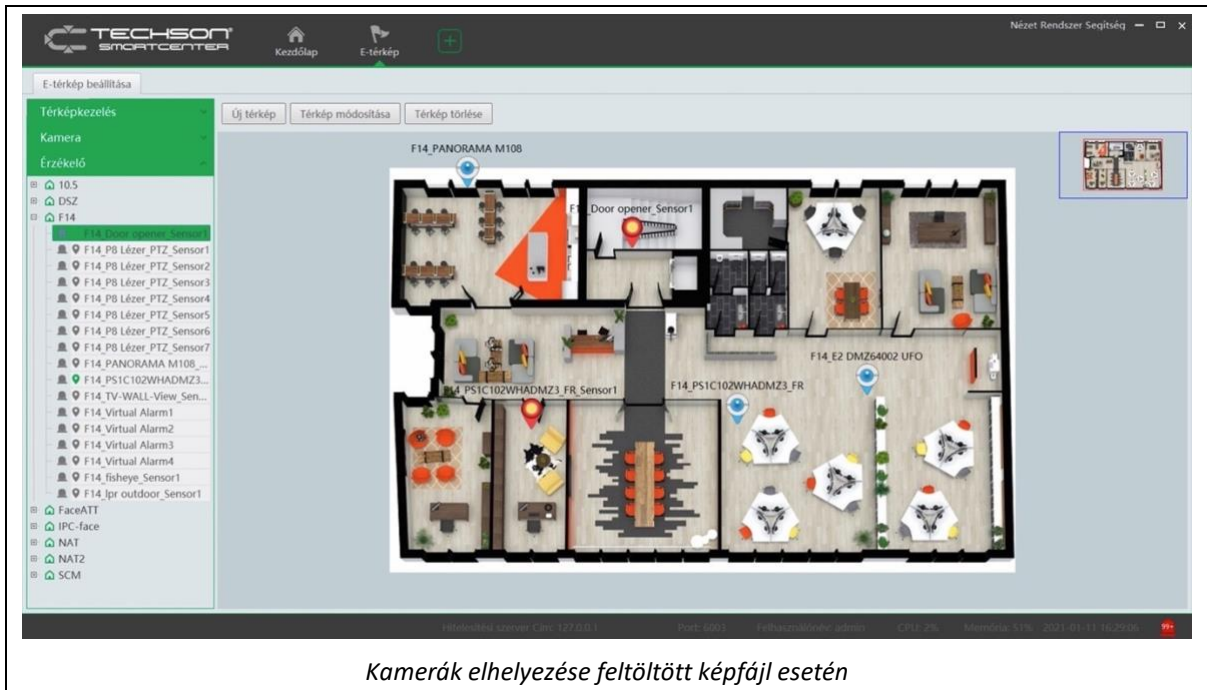 TECHSON
SMARTCENTER
Kezdőlap
E-térkép
Nézet Rendszer Segítség
E-térkép beállítása
Térképkezelés
Kamera
Érzékelő
10.5
DSZ
F14
F14_Door opener_Sensor1
F14_P8 Lézer_PTZ_Sensor1
F14_P8 Lézer_PTZ_Sensor2
F14_P8 Lézer_PTZ_Sensor3
F14_P8 Lézer_PTZ_Sensor4
F14_P8 Lézer_PTZ_Sensor5
F14_P8 Lézer_PTZ_Sensor6
F14_P8 Lézer_PTZ_Sensor7
F14_PANORAMA M108_...
F14_PS1C102WHADMZ3...
F14_TV-WALL-View_Sen...
F14_Virtual Alarm1
F14_Virtual Alarm2
F14_Virtual Alarm3
F14_Virtual Alarm4
F14_fisheye_Sensor1
F14_lpr outdoor_Sensor1
FaceATT
IPC-face
NAT
NAT2
SCM
Új térkép
Térkép módosítása
Térkép törlése
F14_PANORAMA M108
F14_Door opener_Sensor1
F14_E2 DMZ64002 UFO
F14_PS1C102WHADMZ3_FR_Sensor1
F14_PS1C102WHADMZ3_FR
Hitelesítési szerver Cím: 127.0.0.1
Port: 6003
Felhasználónév: admin
CPU: 2%
Memória: 51%
2021-01-11 16:29:06
99+
Kamerák elhelyezése feltöltött képfájl esetén